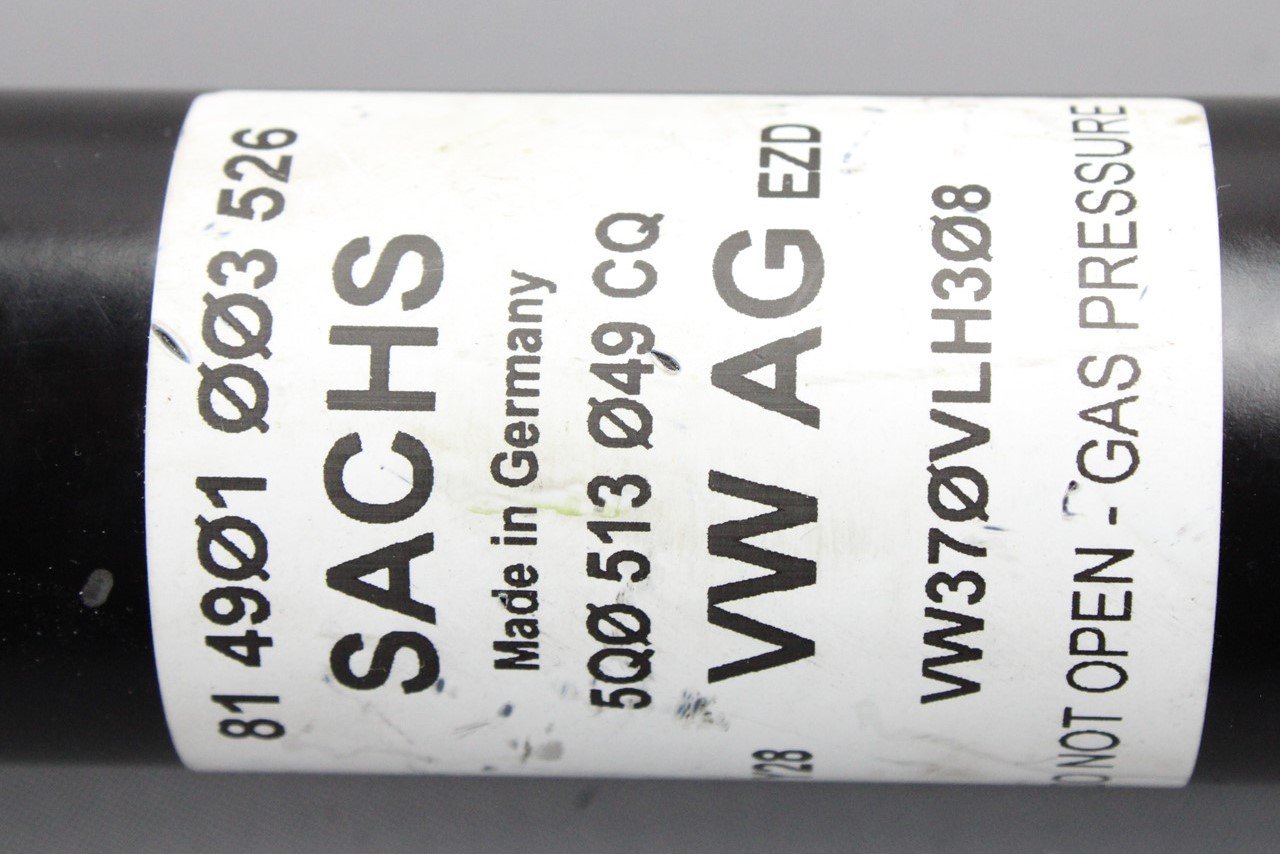 81 49Ø1 ØØ3 526
SACHS
Made in Germany
5QØ 513 Ø49 CQ
VW AG EZD
28
VW37ØVLH3Ø8
NOT OPEN - GAS PRESSURE